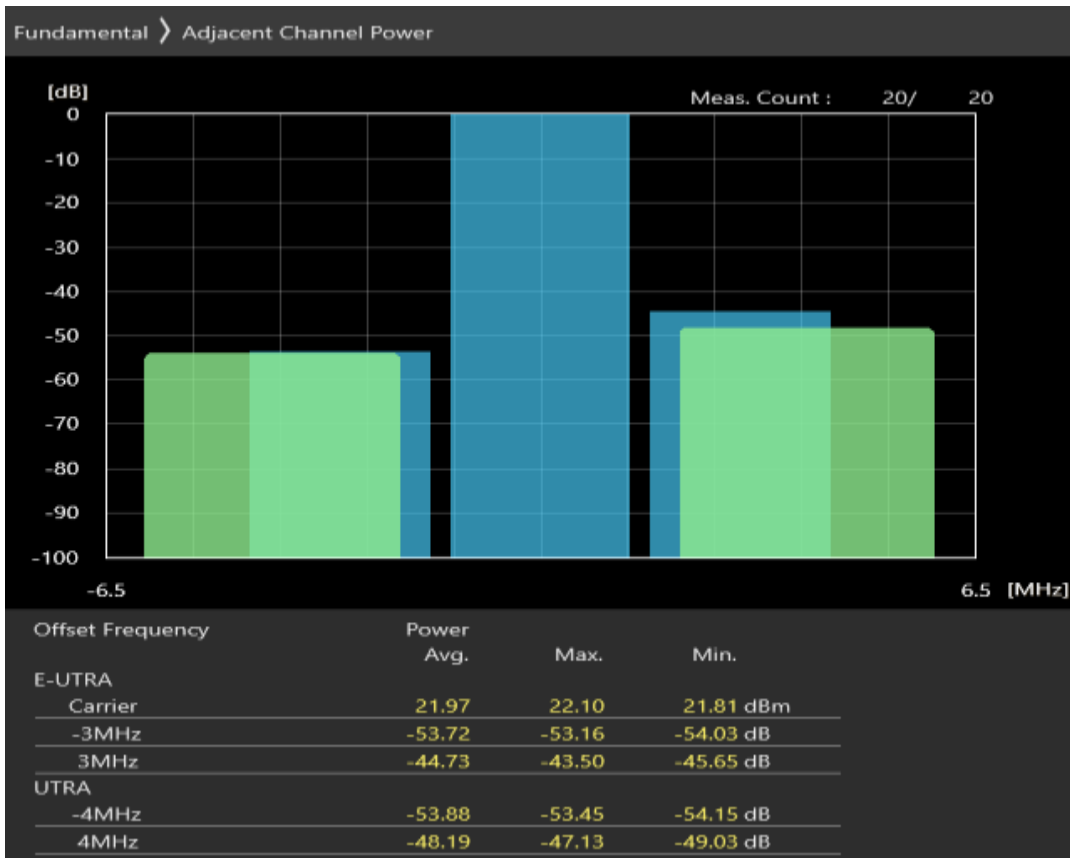 Fundamental 〉 Adjacent Channel Power
[dB]
Meas. Count : 20/ 20
0
-10
-20
-30
-40
-50
-60
-70
-80
-90
-100
-6.5 6.5 [MHz]
Offset Frequency Power
Avg. Max. Min.
E-UTRA
Carrier 21.97 22.10 21.81 dBm
-3MHz -53.72 -53.16 -54.03 dB
3MHz -44.73 -43.50 -45.65 dB
UTRA
-4MHz -53.88 -53.45 -54.15 dB
4MHz -48.19 -47.13 -49.03 dB